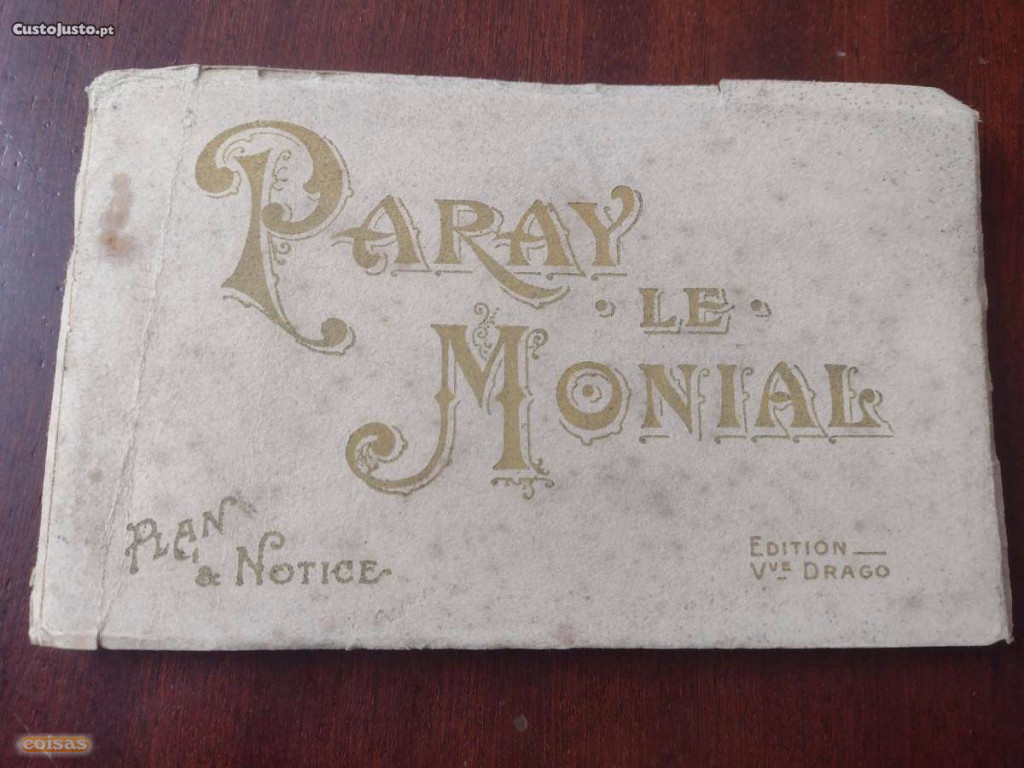 CustoJusto.pt
PARAY
· LE ·
MONIAL
PLAN
& NOTICE
EDITION
VVE DRAGO
coisas